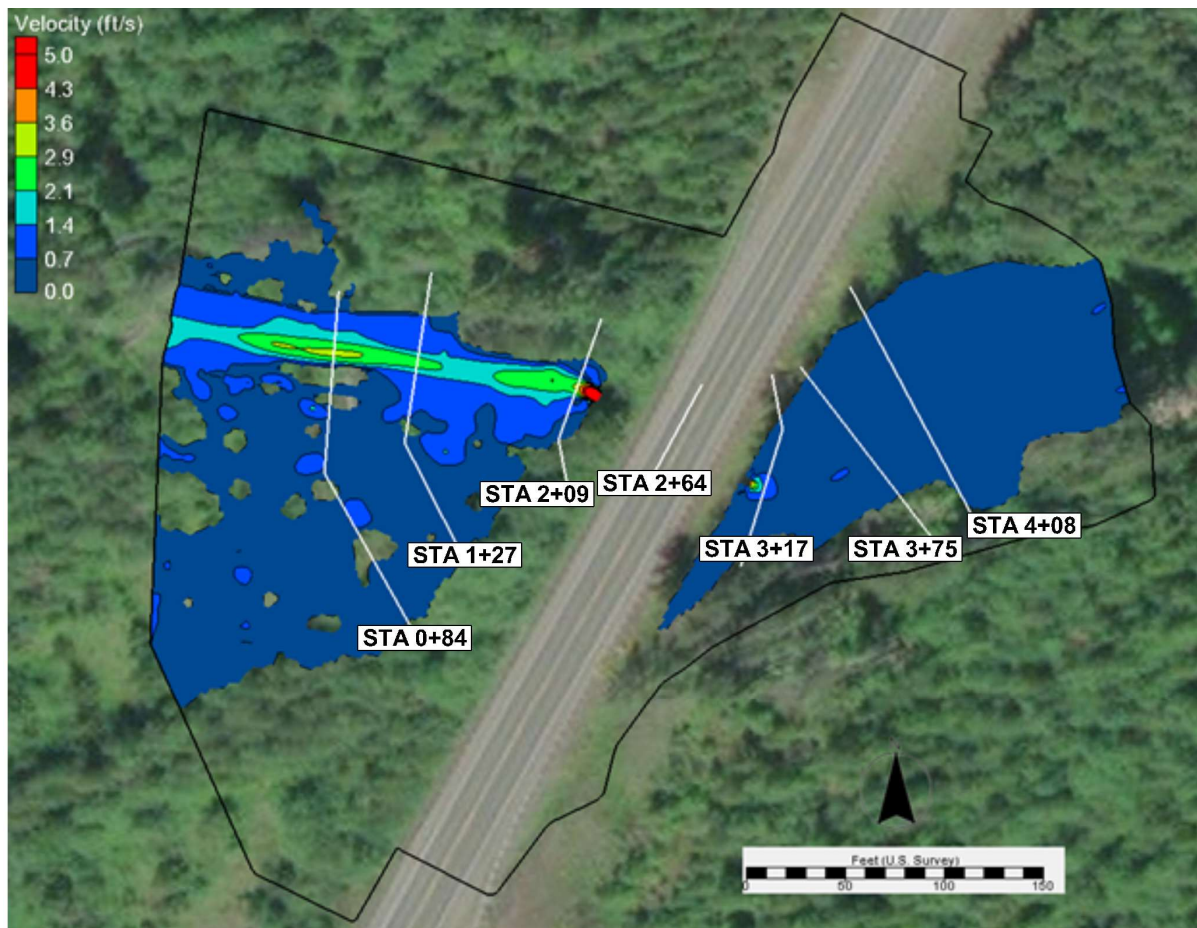 Velocity (ft/s)
5.0
4.3
3.6
2.9
2.1
1.4
0.7
0.0
STA 2+09
STA 2+64
STA 4+08
STA 1+27
STA 3+17
STA 3+75
STA 0+84
Feet (U.S. Survey)
0 50 100 150